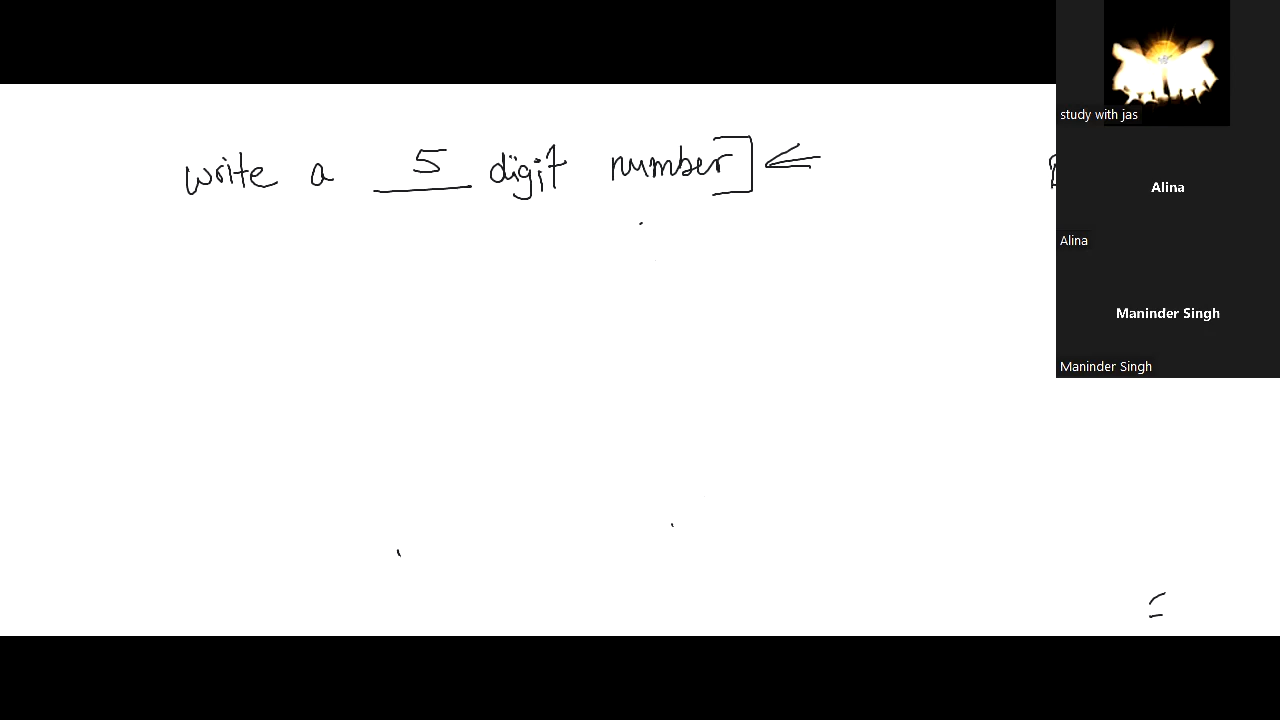 write a 5 digit number
study with jas
Alina
Alina
Maninder Singh
Maninder Singh